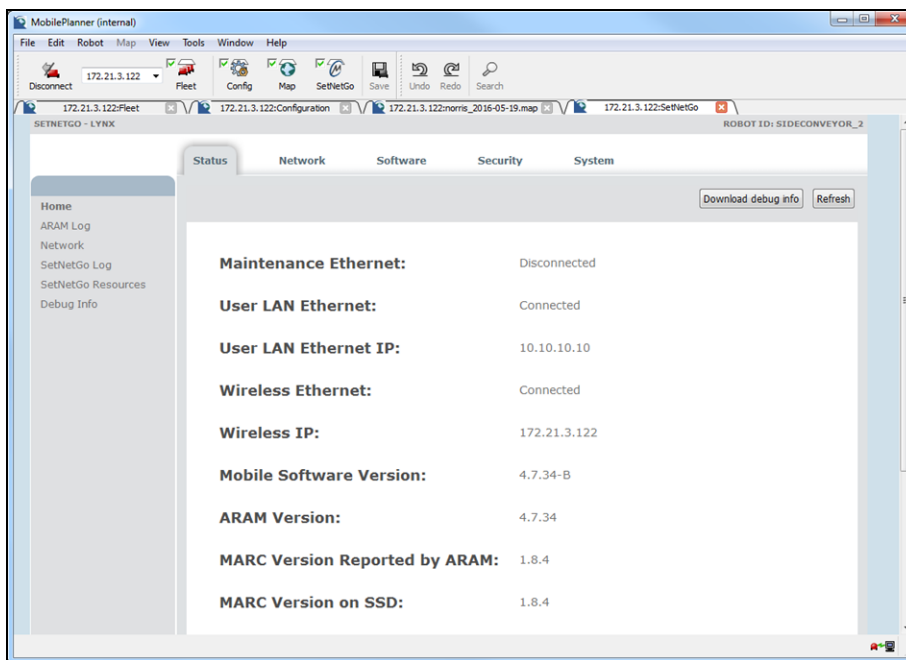 MobilePlanner (internal)
File Edit Robot Map View Tools Window Help
Disconnect 172.21.3.122 Fleet Config Map SetNetGo Save Undo Redo Search
172.21.3.122:Fleet 172.21.3.122:Configuration 172.21.3.122:norris_2016-05-19.map 172.21.3.122:SetNetGo
SETNETGO - LYNX ROBOT ID: SIDECONVEYOR_2
Status Network Software Security System
Download debug info Refresh
Home
ARAM Log
Network
SetNetGo Log
SetNetGo Resources
Debug Info
Maintenance Ethernet: Disconnected
User LAN Ethernet: Connected
User LAN Ethernet IP: 10.10.10.10
Wireless Ethernet: Connected
Wireless IP: 172.21.3.122
Mobile Software Version: 4.7.34-B
ARAM Version: 4.7.34
MARC Version Reported by ARAM: 1.8.4
MARC Version on SSD: 1.8.4